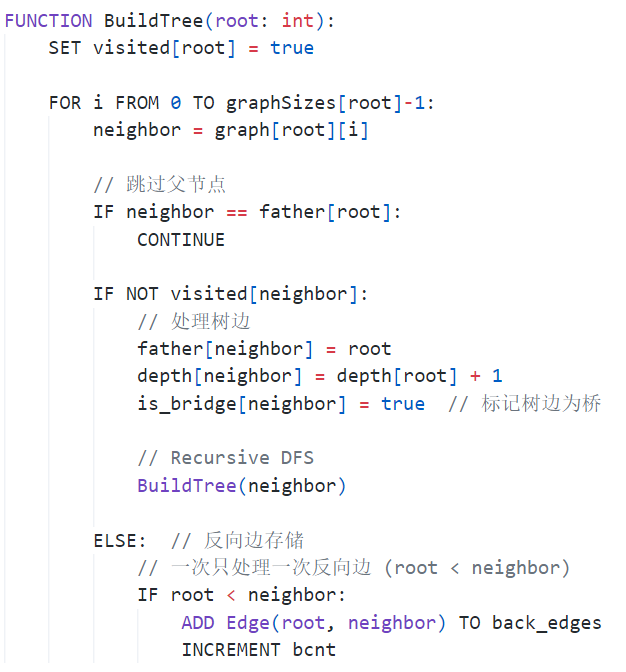 FUNCTION BuildTree(root: int):
SET visited[root] = true
FOR i FROM 0 TO graphSizes[root]-1:
neighbor = graph[root][i]
// 跳过父节点
IF neighbor == father[root]:
CONTINUE
IF NOT visited[neighbor]:
// 处理树边
father[neighbor] = root
depth[neighbor] = depth[root] + 1
is_bridge[neighbor] = true // 标记树边为桥
// Recursive DFS
BuildTree(neighbor)
ELSE: // 反向边存储
// 一次只处理一次反向边 (root < neighbor)
IF root < neighbor:
ADD Edge(root, neighbor) TO back_edges
INCREMENT bcnt